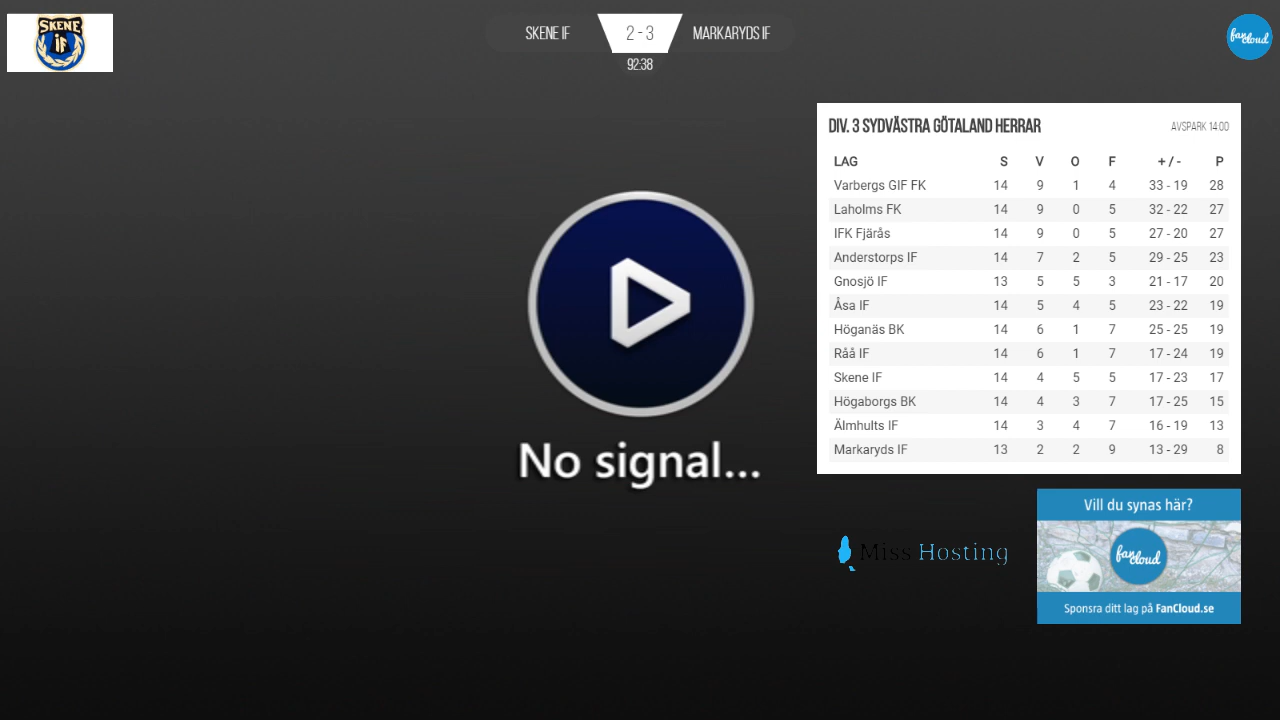 SKENE
IF
SKENE IF 2 - 3 MARKARYDS IF
92:38
fancloud
DIV. 3 SYDVÄSTRA GÖTALAND HERRAR AVSPARK 14:00
LAG S V O F + / - P
Varbergs GIF FK 14 9 1 4 33 - 19 28
Laholms FK 14 9 0 5 32 - 22 27
IFK Fjärås 14 9 0 5 27 - 20 27
Anderstorps IF 14 7 2 5 29 - 25 23
Gnosjö IF 13 5 5 3 21 - 17 20
Åsa IF 14 5 4 5 23 - 22 19
Höganäs BK 14 6 1 7 25 - 25 19
Råå IF 14 6 1 7 17 - 24 19
Skene IF 14 4 5 5 17 - 23 17
Högaborgs BK 14 4 3 7 17 - 25 15
Älmhults IF 14 3 4 7 16 - 19 13
Markaryds IF 13 2 2 9 13 - 29 8
No signal...
Miss Hosting
Vill du synas här?
fancloud
Sponsra ditt lag på FanCloud.se